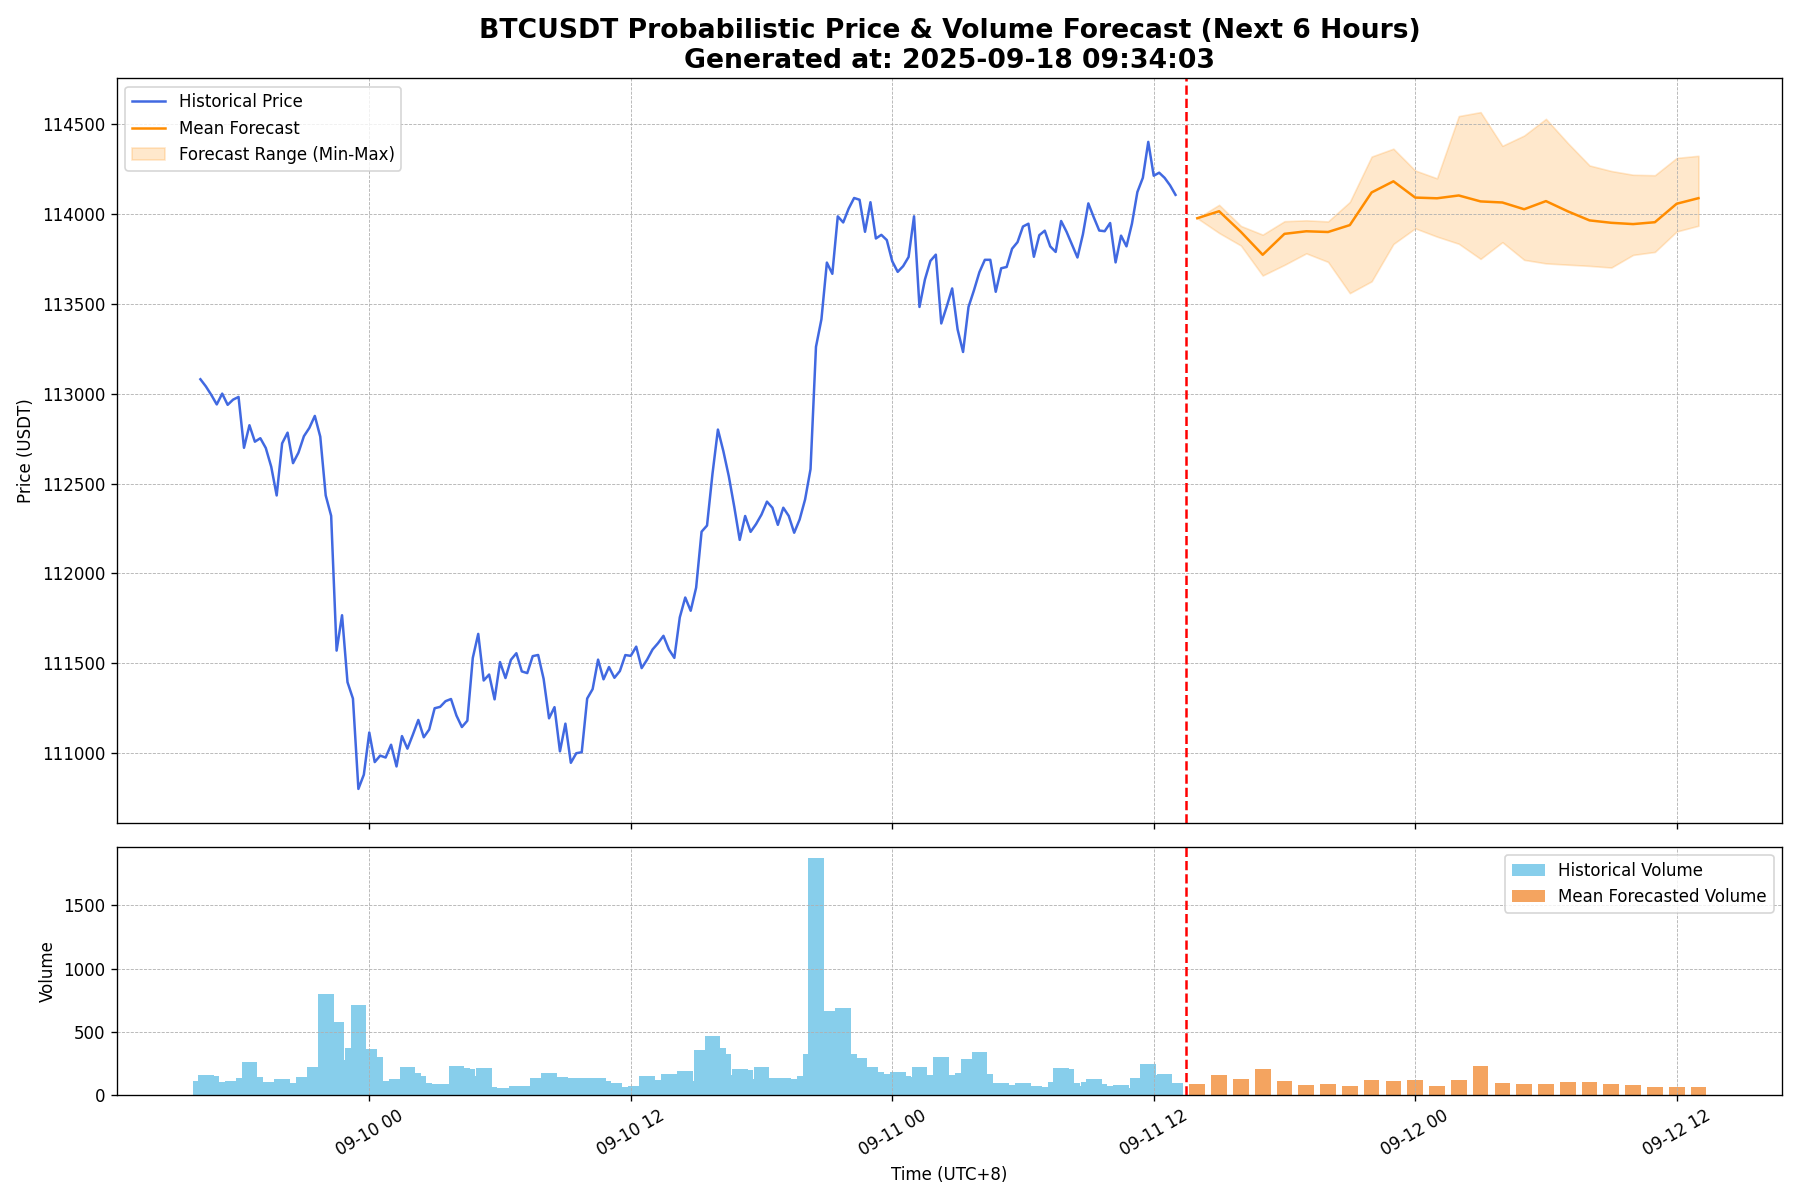 BTCUSDT Probabilistic Price & Volume Forecast (Next 6 Hours)
Generated at: 2025-09-18 09:34:03
Historical Price
Mean Forecast
Forecast Range (Min-Max)
114500
114000
113500
113000
112500
112000
111500
111000
Price (USDT)
Historical Volume
Mean Forecasted Volume
1500
1000
500
0
Volume
09-10 00
09-10 12
09-11 00
09-11 12
09-12 00
09-12 12
Time (UTC+8)